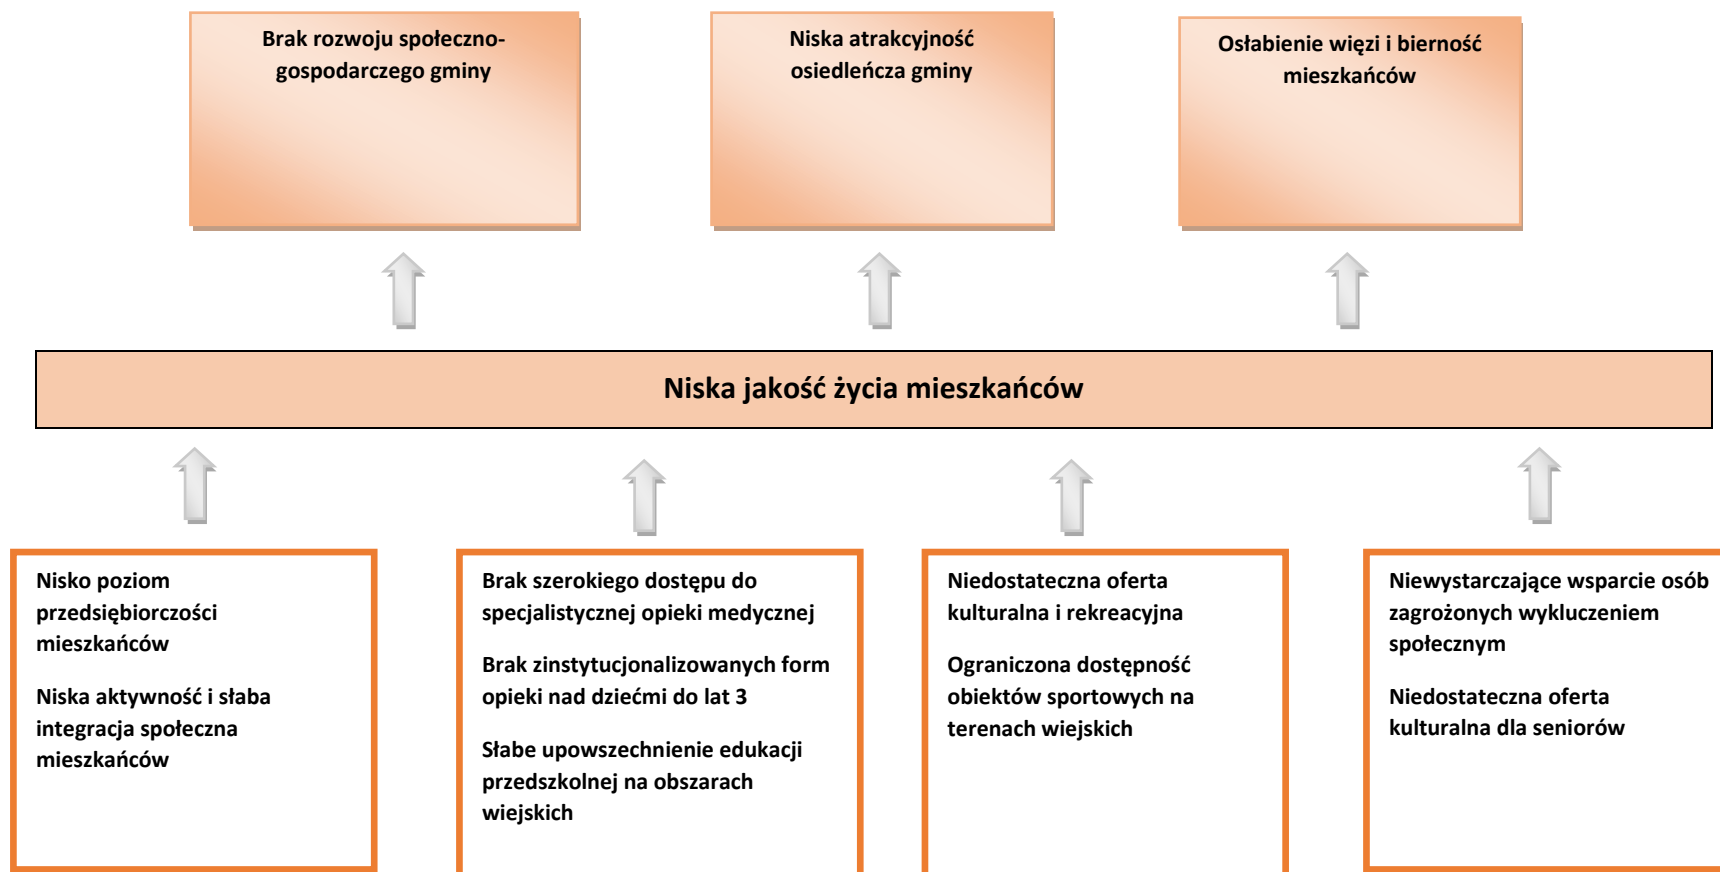 Brak rozwoju społeczno-
gospodarczego gminy
Niska atrakcyjność
osiedleńcza gminy
Osłabienie więzi i bierność
mieszkańców
Niska jakość życia mieszkańców
Nisko poziom
przedsiębiorczości
mieszkańców
Niska aktywność i słaba
integracja społeczna
mieszkańców
Brak szerokiego dostępu do
specjalistycznej opieki medycznej
Brak zinstytucjonalizowanych form
opieki nad dziećmi do lat 3
Słabe upowszechnienie edukacji
przedszkolnej na obszarach
wiejskich
Niedostateczna oferta
kulturalna i rekreacyjna
Ograniczona dostępność
obiektów sportowych na
terenach wiejskich
Niewystarczające wsparcie osób
zagrożonych wykluczeniem
społecznym
Niedostateczna oferta
kulturalna dla seniorów